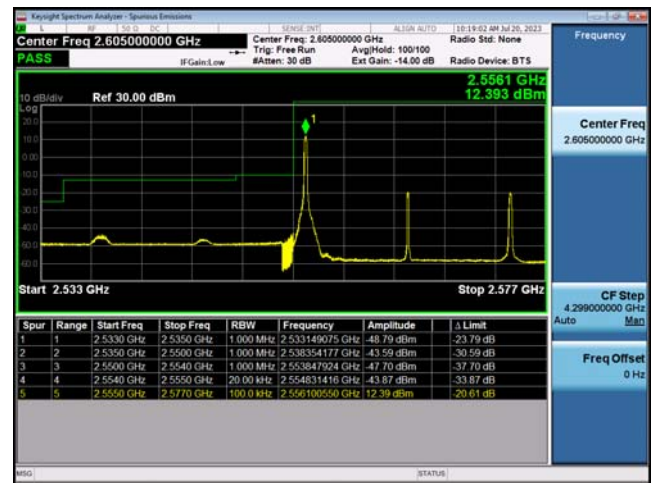 Keysight Spectrum Analyzer - Spurious Emissions
L RF 50 Ω DC SENSE:INT ALIGN AUTO 10:19:02 AM Jul 20, 2023
Center Freq 2.605000000 GHz
Center Freq: 2.605000000 GHz
Radio Std: None
Trig: Free Run Avg|Hold: 100/100
PASS
IFGain:Low
#Atten: 30 dB Ext Gain: -14.00 dB Radio Device: BTS
2.5561 GHz
12.393 dBm
10 dB/div Ref 30.00 dBm
Log
20.0
10.0
0.00
10.0
20.0
30.0
40.0
60.0
60.0
1
Start 2.533 GHz Stop 2.577 GHz
Spur Range Start Freq Stop Freq RBW Frequency Amplitude Δ Limit
1 1 2.5330 GHz 2.5350 GHz 1.000 MHz 2.533149075 GHz -48.79 dBm -23.79 dB
2 2 2.5350 GHz 2.5500 GHz 1.000 MHz 2.538354177 GHz -43.59 dBm -30.59 dB
3 3 2.5500 GHz 2.5540 GHz 1.000 MHz 2.553847924 GHz -47.70 dBm -37.70 dB
4 4 2.5540 GHz 2.5550 GHz 20.00 kHz 2.554831416 GHz -43.87 dBm -33.87 dB
5 5 2.5550 GHz 2.5770 GHz 100.0 kHz 2.556100550 GHz 12.39 dBm -20.61 dB
MSG STATUS
Frequency
Center Freq
2.605000000 GHz
CF Step
4.299000000 GHz
Auto Man
Freq Offset
0 Hz